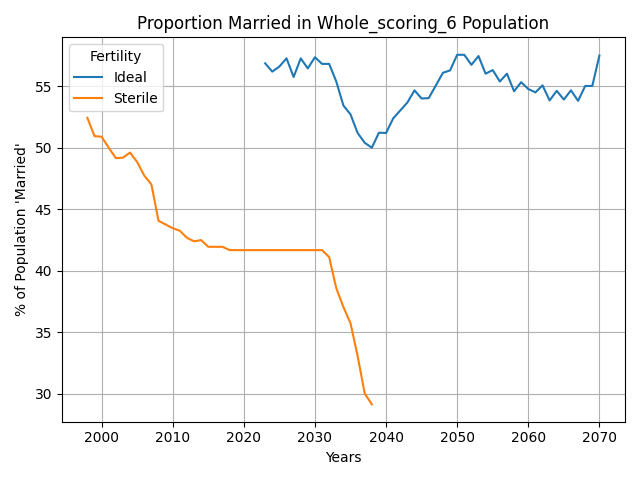 Proportion Married in Whole_scoring_6 Population
Fertility
Ideal
Sterile
% of Population 'Married'
55
50
45
40
35
30
2000 2010 2020 2030 2040 2050 2060 2070
Years